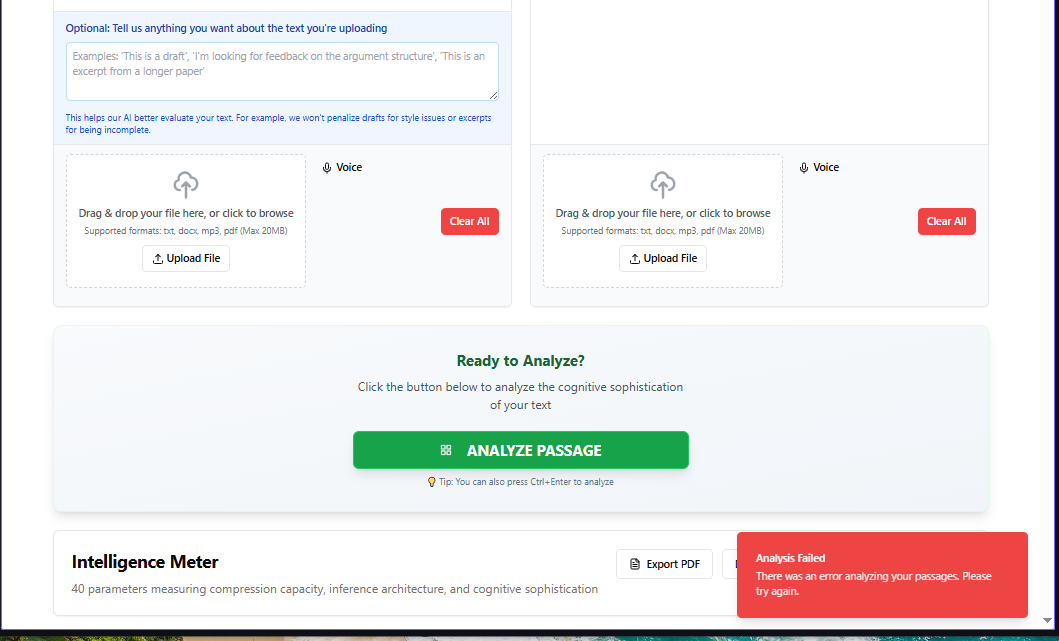 Optional: Tell us anything you want about the text you're uploading
Examples: 'This is a draft', 'I'm looking for feedback on the argument structure', 'This is an
excerpt from a longer paper'
This helps our AI better evaluate your text. For example, we won't penalize drafts for style issues or excerpts
for being incomplete.
Drag & drop your file here, or click to browse
Supported formats: txt, docx, mp3, pdf (Max 20MB)
Upload File
Voice
Clear All
Drag & drop your file here, or click to browse
Supported formats: txt, docx, mp3, pdf (Max 20MB)
Upload File
Voice
Clear All
Ready to Analyze?
Click the button below to analyze the cognitive sophistication
of your text
ANALYZE PASSAGE
Tip: You can also press Ctrl+Enter to analyze
Intelligence Meter
40 parameters measuring compression capacity, inference architecture, and cognitive sophistication
Export PDF
Analysis Failed
There was an error analyzing your passages. Please
try again.